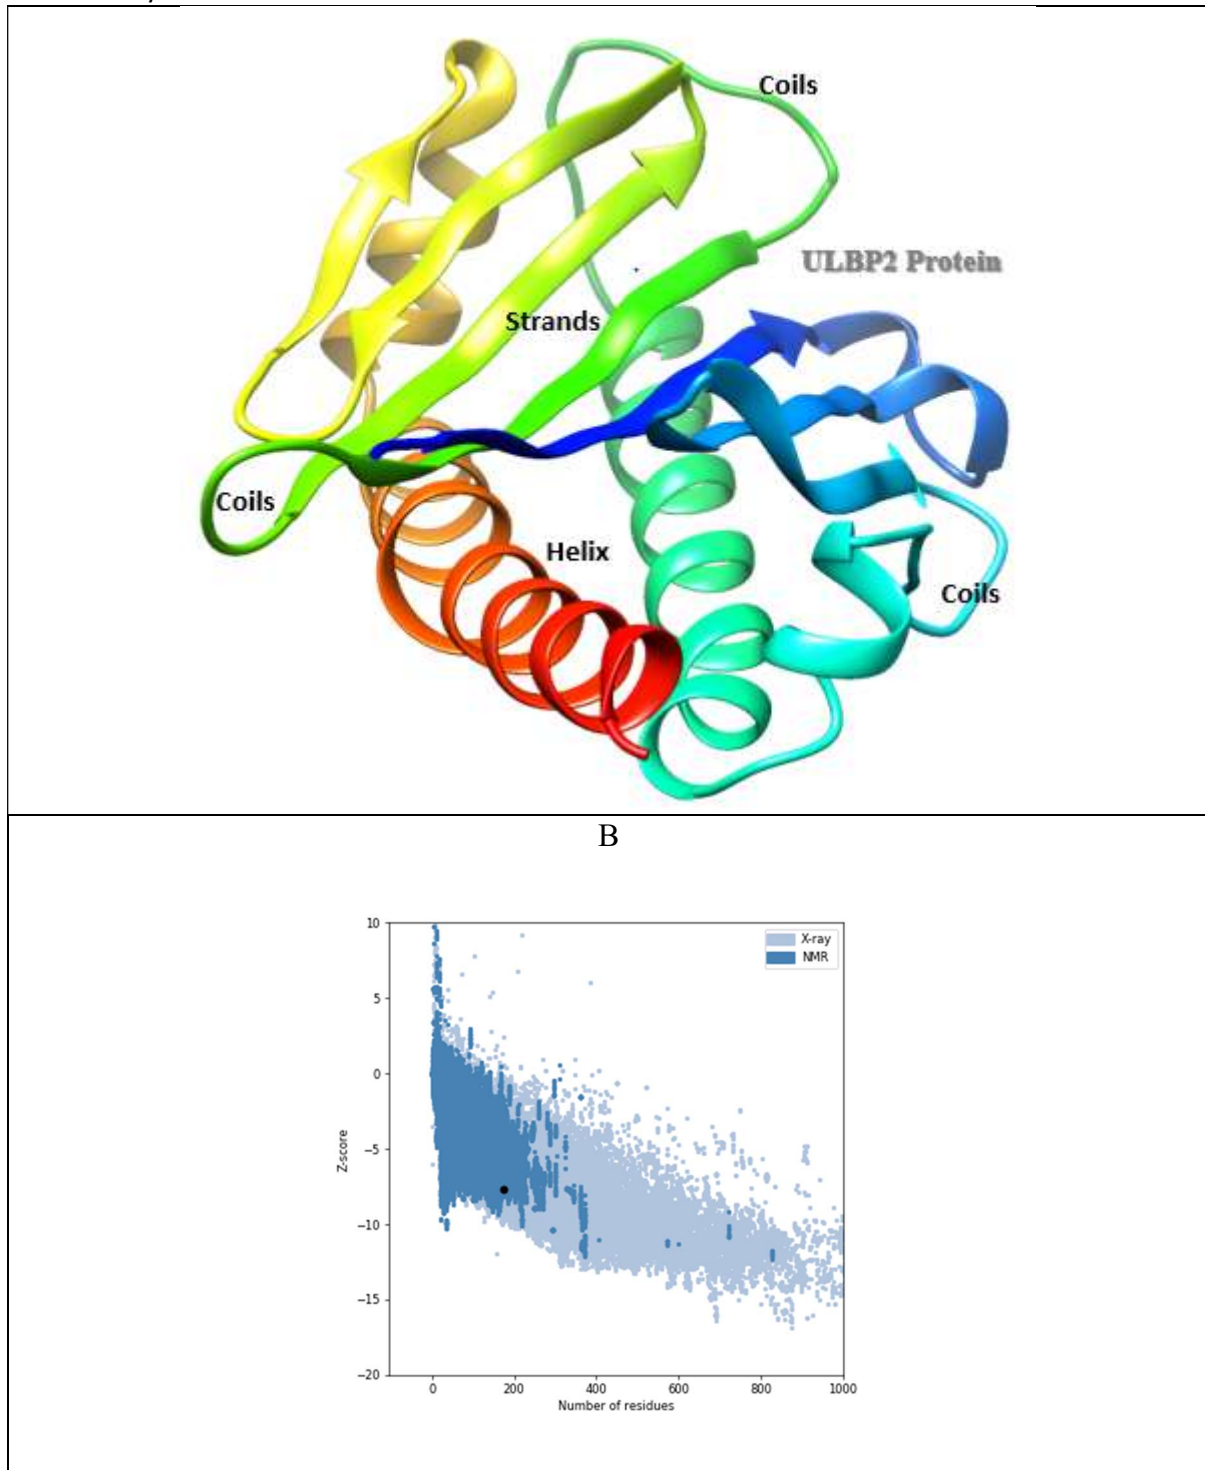 Coils
ULBP2 Protein
Strands
Coils
Helix
Coils
B
10
X-ray
NMR
5
0
Z-score
−5
−10
−15
−20
0 200 400 600 800 1000
Number of residues